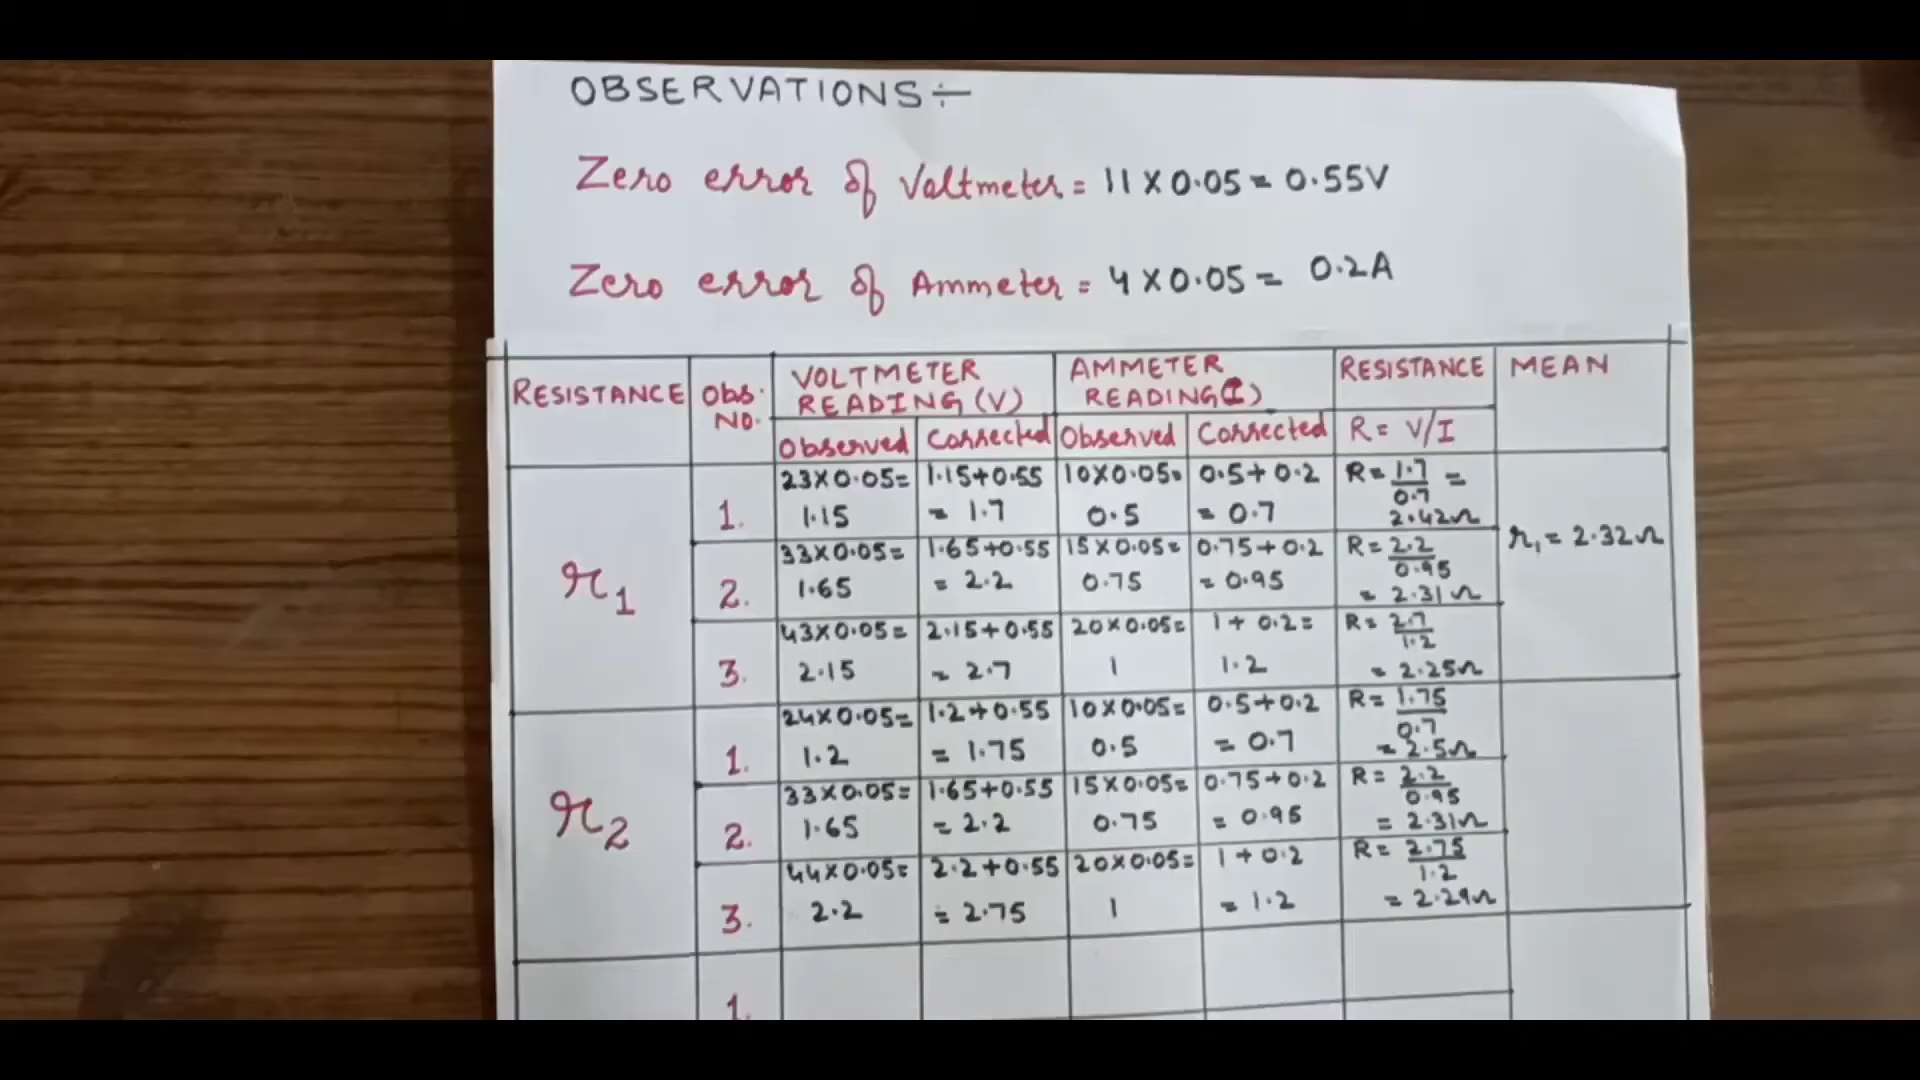 OBSERVATIONS ÷
Zero error of Voltmeter = 11 X 0.05 = 0.55V
Zero error of Ammeter = 4 X 0.05 = 0.2A
RESISTANCE Obs. NO. VOLTMETER READING (V) AMMETER READING (I) RESISTANCE MEAN
Observed Corrected Observed Corrected R = V/I
r1
1. 23X0.05= 1.15 1.15+0.55 = 1.7 10X0.05= 0.5 0.5+0.2 = 0.7 R= 1.7/0.7 = 2.42Ω
2. 33X0.05= 1.65 1.65+0.55 = 2.2 15X0.05= 0.75 0.75+0.2 = 0.95 R= 2.2/0.95 = 2.31Ω
r1 = 2.32Ω
3. 43X0.05= 2.15 2.15+0.55 = 2.7 20X0.05= 1 1+0.2= 1.2 R= 2.7/1.2 = 2.25Ω
r2
1. 24X0.05= 1.2 1.2+0.55 = 1.75 10X0.05= 0.5 0.5+0.2 = 0.7 R= 1.75/0.7 = 2.5Ω
2. 33X0.05= 1.65 1.65+0.55 = 2.2 15X0.05= 0.75 0.75+0.2 = 0.95 R= 2.2/0.95 = 2.31Ω
3. 44X0.05= 2.2 2.2+0.55 = 2.75 20X0.05= 1 1+0.2 = 1.2 R= 2.75/1.2 = 2.29Ω
1.